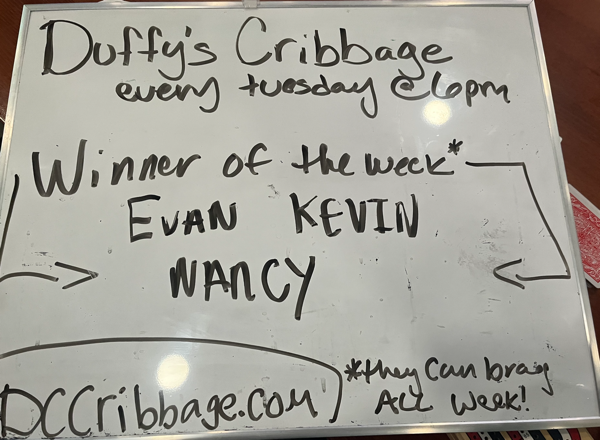 Duffy's Cribbage
every tuesday @6pm
Winner of the week*
EVAN KEVIN
NANCY
DCCribbage.com
*they can brag
ALL week!